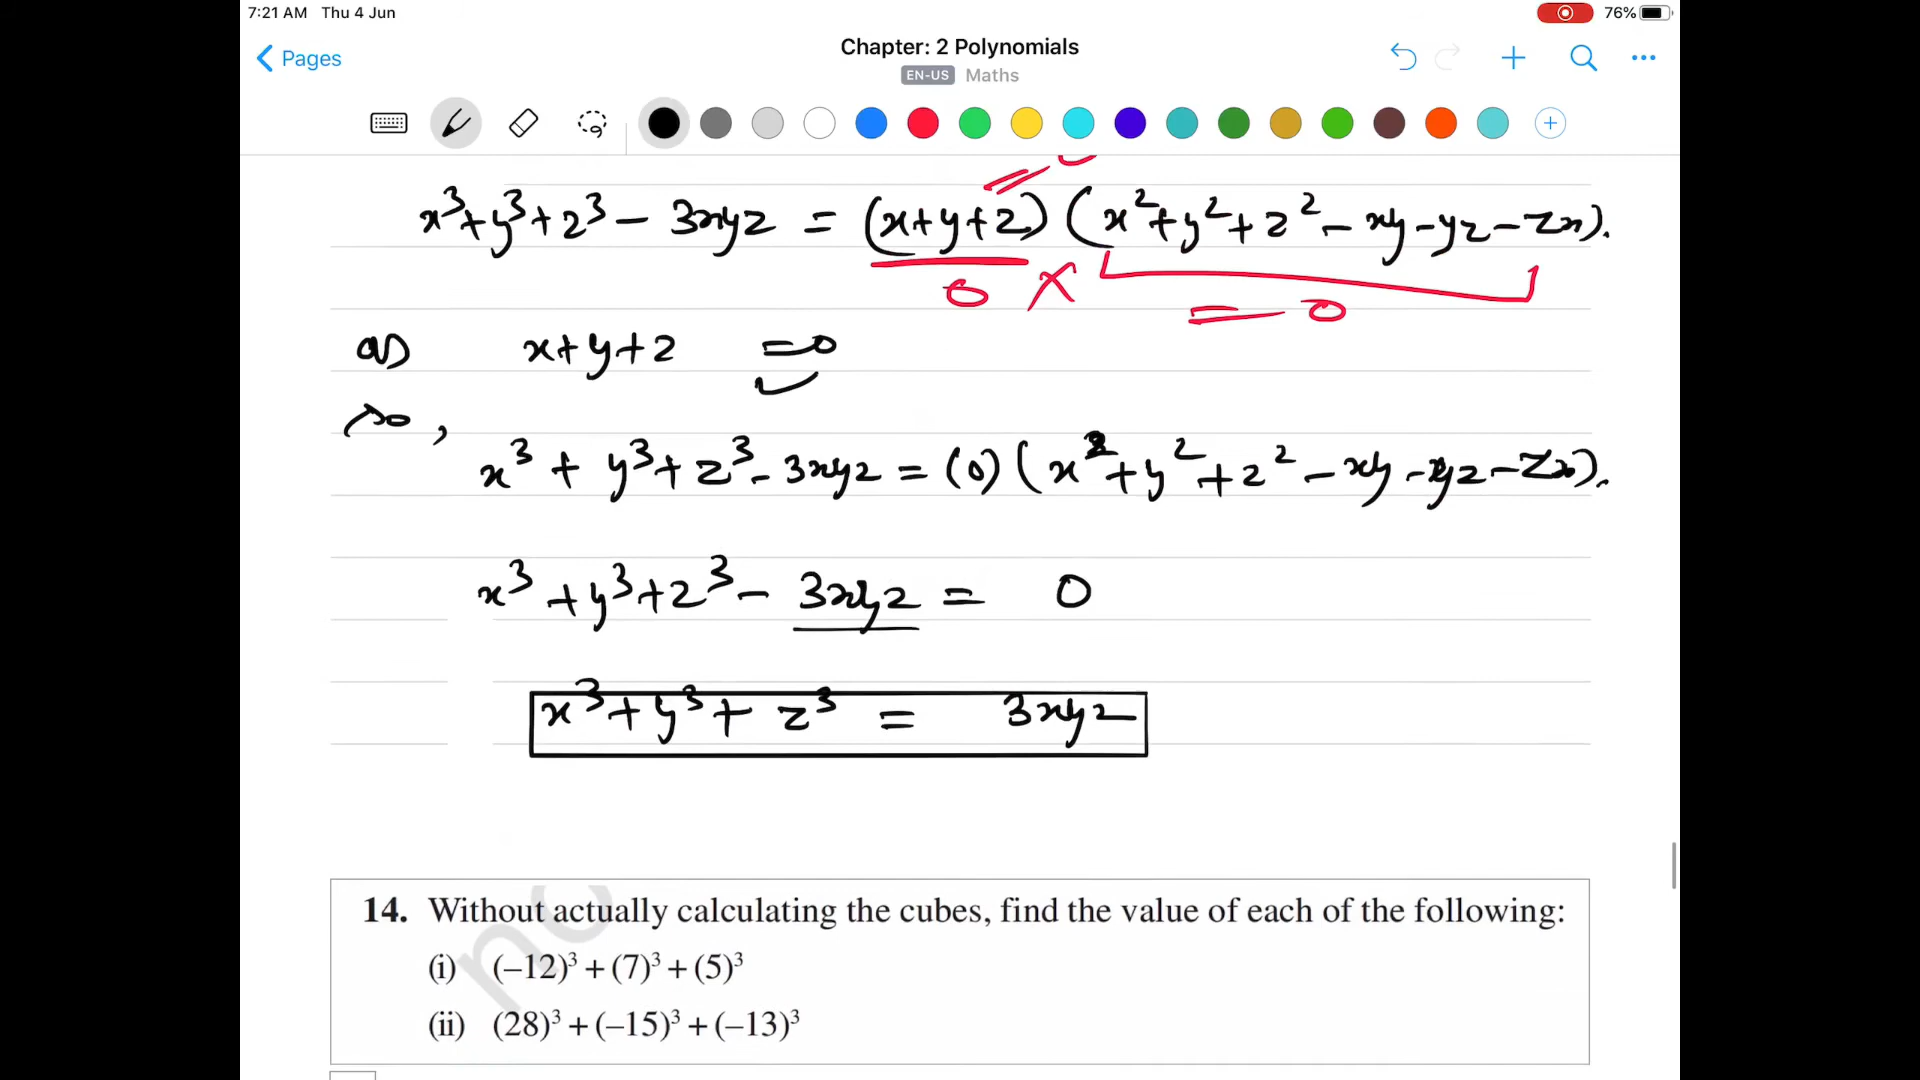 7:21 AM Thu 4 Jun
76%
Pages
Chapter: 2 Polynomials
EN-US Maths
x³+y³+z³ - 3xyz = (x+y+z) (x²+y²+z² - xy - yz - zx).
0 × = 0
as x+y+z =0
so,
x³ + y³ + z³ - 3xyz = (0) (x²+y²+z² - xy - yz - zx).
x³ + y³ + z³ - 3xyz = 0
x³ + y³ + z³ = 3xyz
14. Without actually calculating the cubes, find the value of each of the following:
(i) (–12)³ + (7)³ + (5)³
(ii) (28)³ + (–15)³ + (–13)³